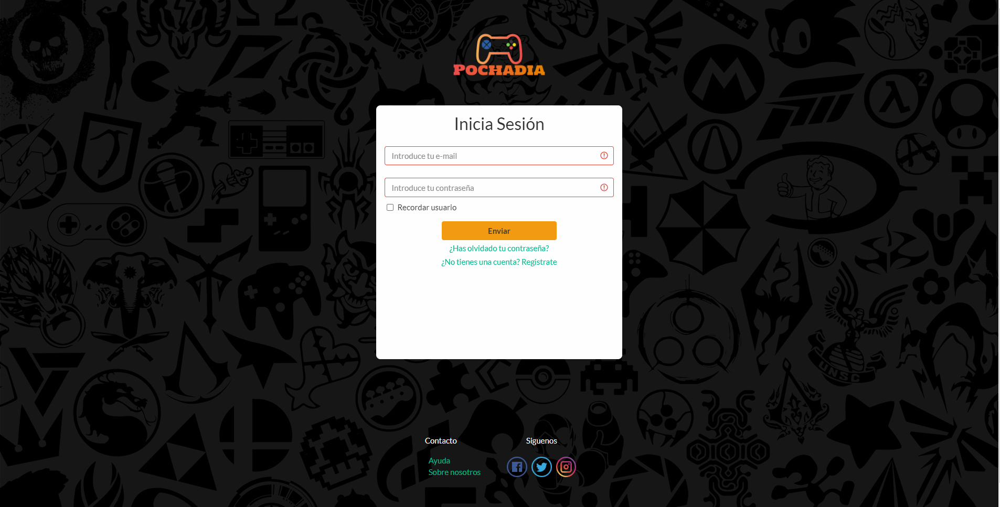 POCHADIA
2
Inicia Sesión
Introduce tu e-mail
Introduce tu contraseña
Recordar usuario
Enviar
¿Has olvidado tu contraseña?
¿No tienes una cuenta? Registrate
UNSC
Contacto
Siguenos
Ayuda
Sobre nosotros